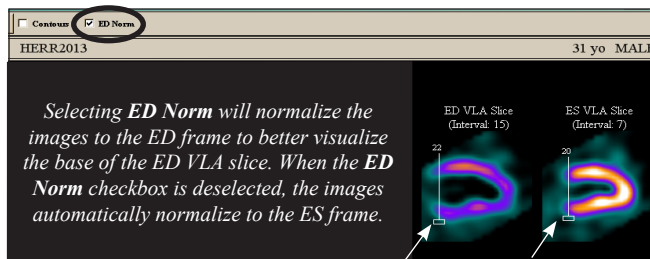 Contours ED Norm
HERR2013 31 yo MALE
Selecting ED Norm will normalize the
images to the ED frame to better visualize
the base of the ED VLA slice. When the ED
Norm checkbox is deselected, the images
automatically normalize to the ES frame.
ED VLA Slice ES VLA Slice
(Interval: 15) (Interval: 7)
22 20